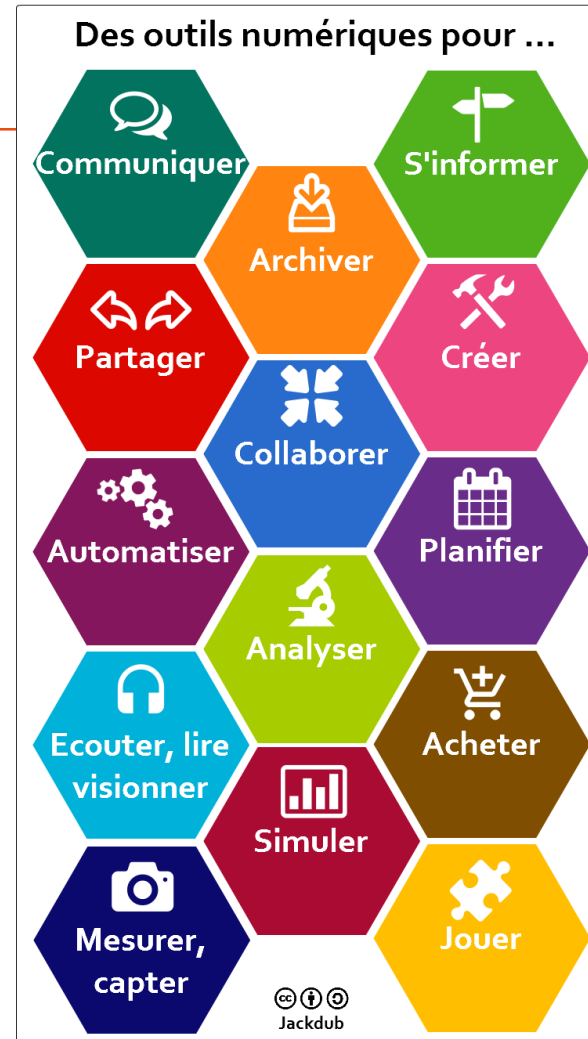 Des outils numériques pour ...
Communiquer
S'informer
Archiver
Partager
Créer
Collaborer
Automatiser
Planifier
Analyser
Ecouter, lire
visionner
Acheter
Simuler
Mesurer,
capter
Jouer
cc
Jackdub